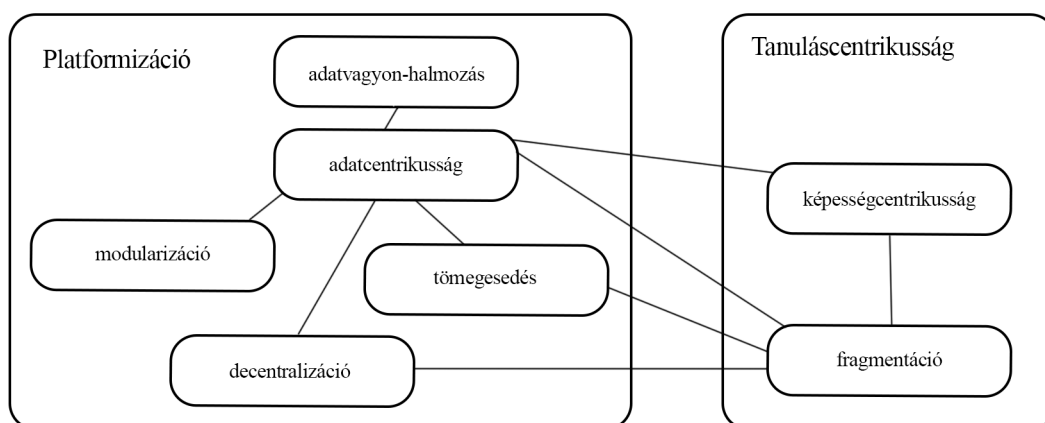 Platformizáció
adatvagyon-halmozás
adatcentrikusság
modularizáció
tömegesedés
decentralizáció
Tanuláscentrikusság
képességcentrikusság
fragmentáció